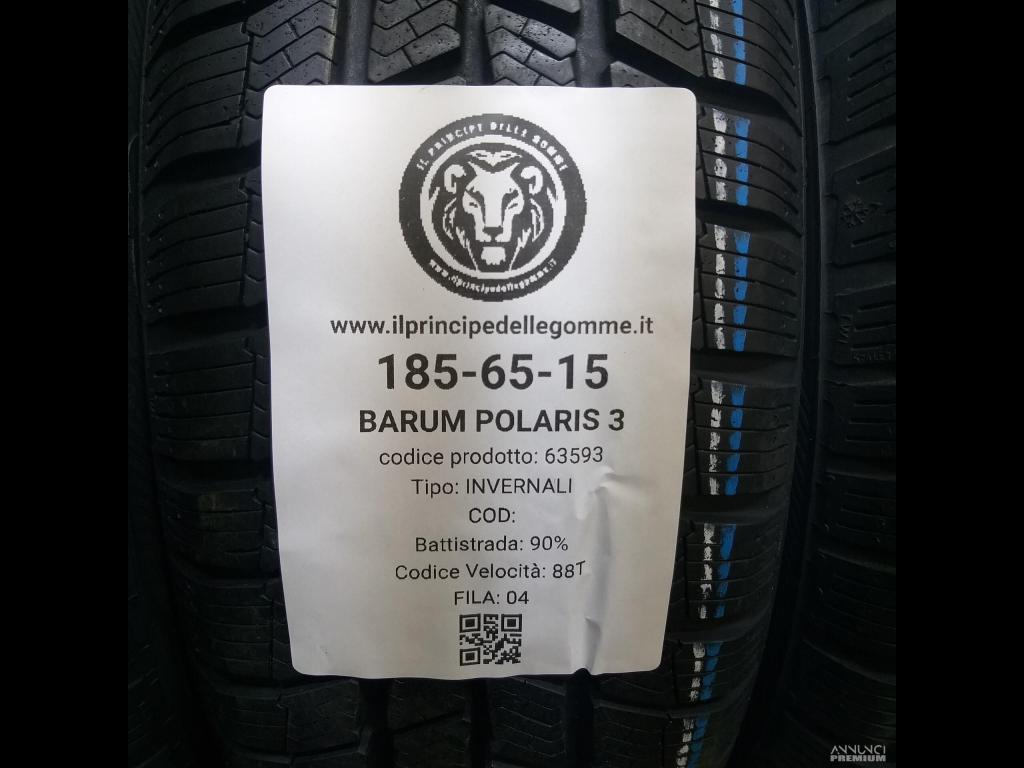 IL PRINCIPE DELLE GOMME
www.ilprincipedellegomme.it
www.ilprincipedellegomme.it
185-65-15
BARUM POLARIS 3
codice prodotto: 63593
Tipo: INVERNALI
COD:
Battistrada: 90%
Codice Velocità: 88T
FILA: 04
ANNUNCI
PREMIUM